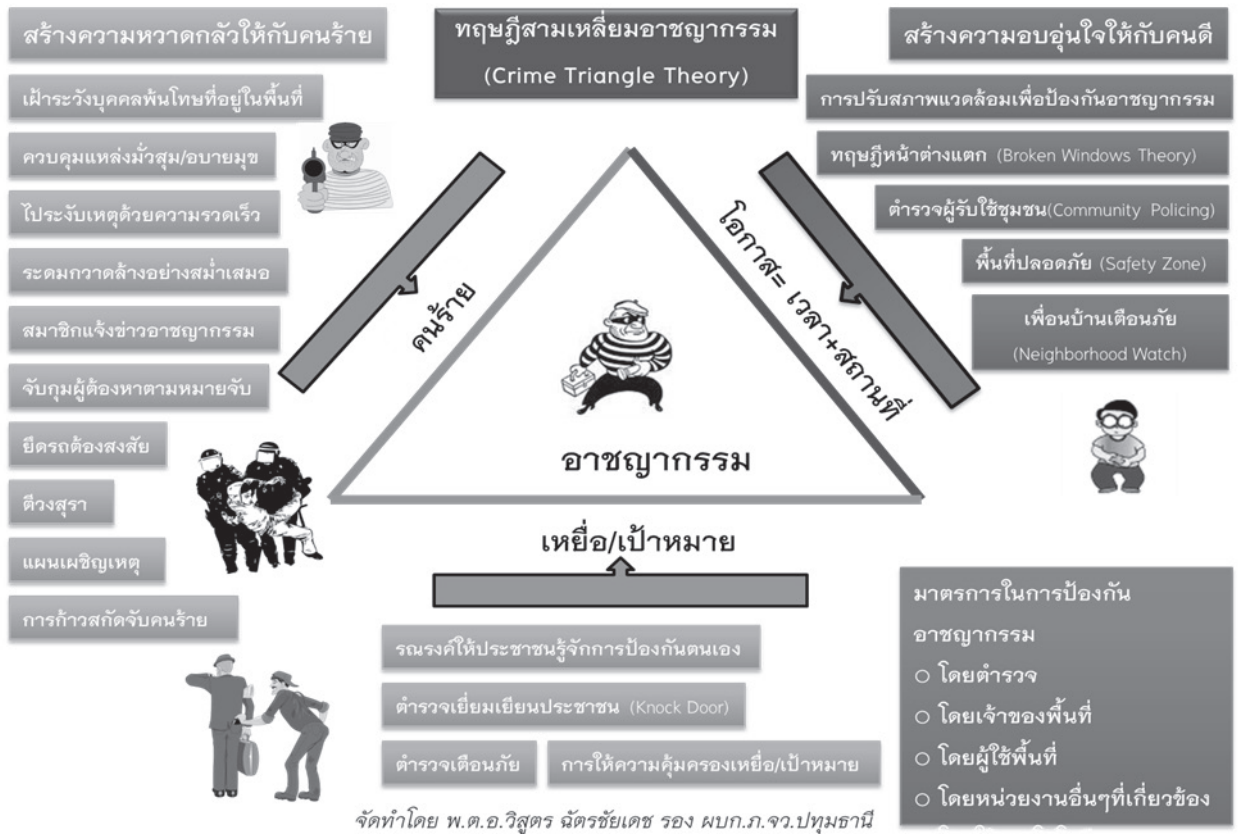 สร้างความหวาดกลัวให้กับคนร้าย
เฝ้าระวังบุคคลพ้นโทษที่อยู่ในพื้นที่
ควบคุมแหล่งมั่วสุม/อบายมุข
ไประงับเหตุด้วยความรวดเร็ว
ระดมกวาดล้างอย่างสม่ำเสมอ
สมาชิกแจ้งข่าวอาชญากรรม
จับกุมผู้ต้องหาตามหมายจับ
ยึดรถต้องสงสัย
ตีวงสุรา
แผนเผชิญเหตุ
การก้าวสกัดจับคนร้าย
ทฤษฎีสามเหลี่ยมอาชญากรรม
(Crime Triangle Theory)
คนร้าย
โอกาส= เวลา+สถานที่
อาชญากรรม
เหยื่อ/เป้าหมาย
รณรงค์ให้ประชาชนรู้จักการป้องกันตนเอง
ตำรวจเยี่ยมเยียนประชาชน (Knock Door)
ตำรวจเตือนภัย
การให้ความคุ้มครองเหยื่อ/เป้าหมาย
จัดทำโดย พ.ต.อ.วิสูตร ฉัตรชัยเดช รอง ผบก.ภ.จว.ปทุมธานี
สร้างความอบอุ่นใจให้กับคนดี
การปรับสภาพแวดล้อมเพื่อป้องกันอาชญากรรม
ทฤษฎีหน้าต่างแตก (Broken Windows Theory)
ตำรวจผู้รับใช้ชุมชน(Community Policing)
พื้นที่ปลอดภัย (Safety Zone)
เพื่อนบ้านเตือนภัย
(Neighborhood Watch)
มาตรการในการป้องกัน
อาชญากรรม
○ โดยตำรวจ
○ โดยเจ้าของพื้นที่
○ โดยผู้ใช้พื้นที่
○ โดยหน่วยงานอื่นๆที่เกี่ยวข้อง